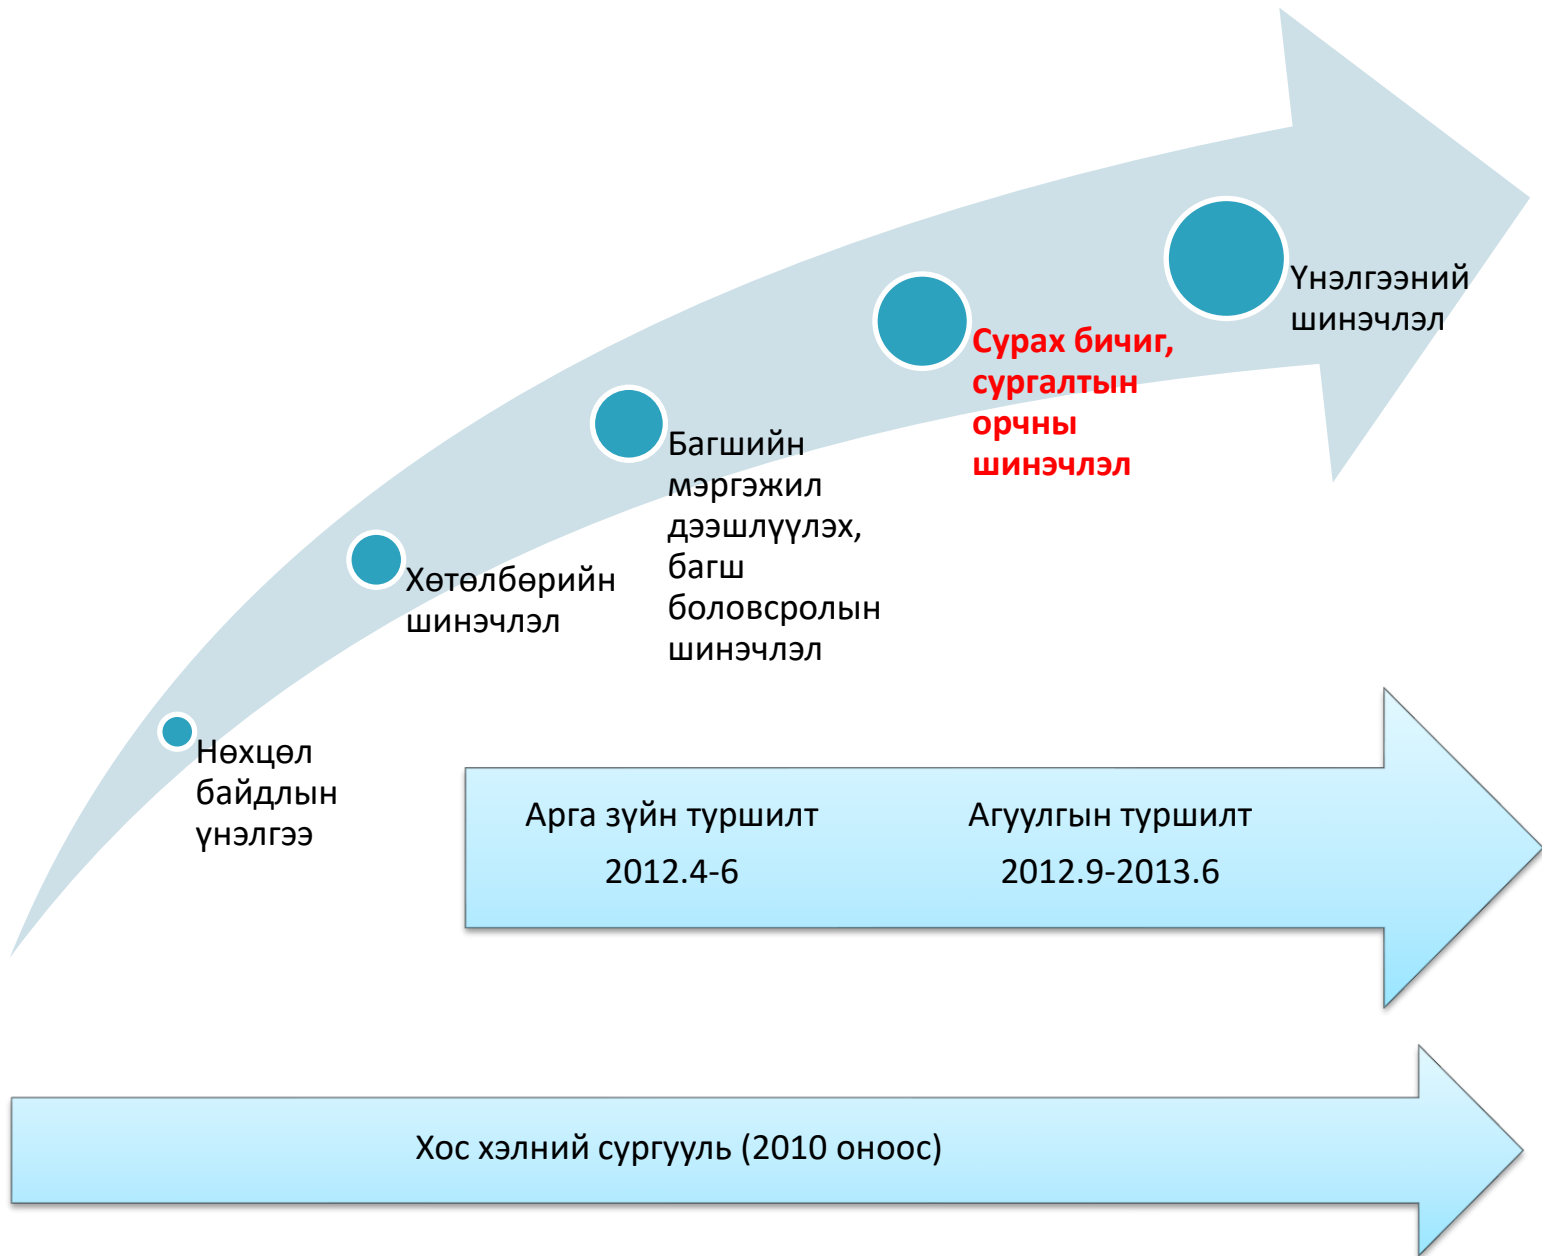 Нөхцөл
байдлын
үнэлгээ
Хөтөлбөрийн
шинэчлэл
Багшийн
мэргэжил
дээшлүүлэх,
багш
боловсролын
шинэчлэл
Сурах бичиг,
сургалтын
орчны
шинэчлэл
Үнэлгээний
шинэчлэл
Арга зүйн туршилт
2012.4-6
Агуулгын туршилт
2012.9-2013.6
Хос хэлний сургууль (2010 оноос)